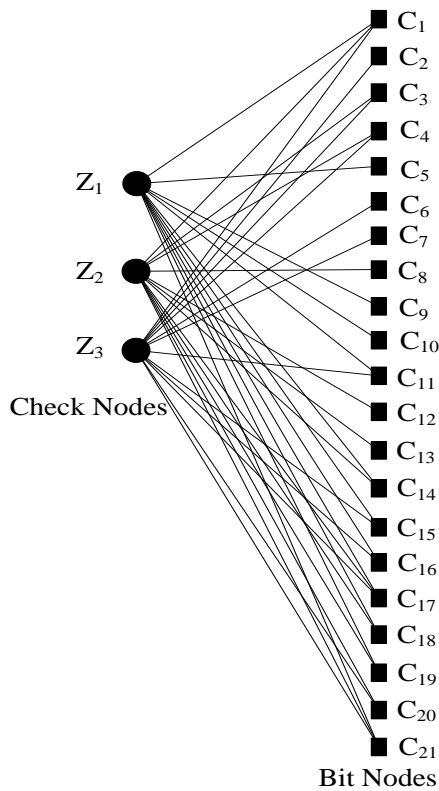 C1
C2
C3
C4
Z1
C5
C6
C7
Z2
C8
C9
C10
Z3
C11
Check Nodes
C12
C13
C14
C15
C16
C17
C18
C19
C20
C21
Bit Nodes